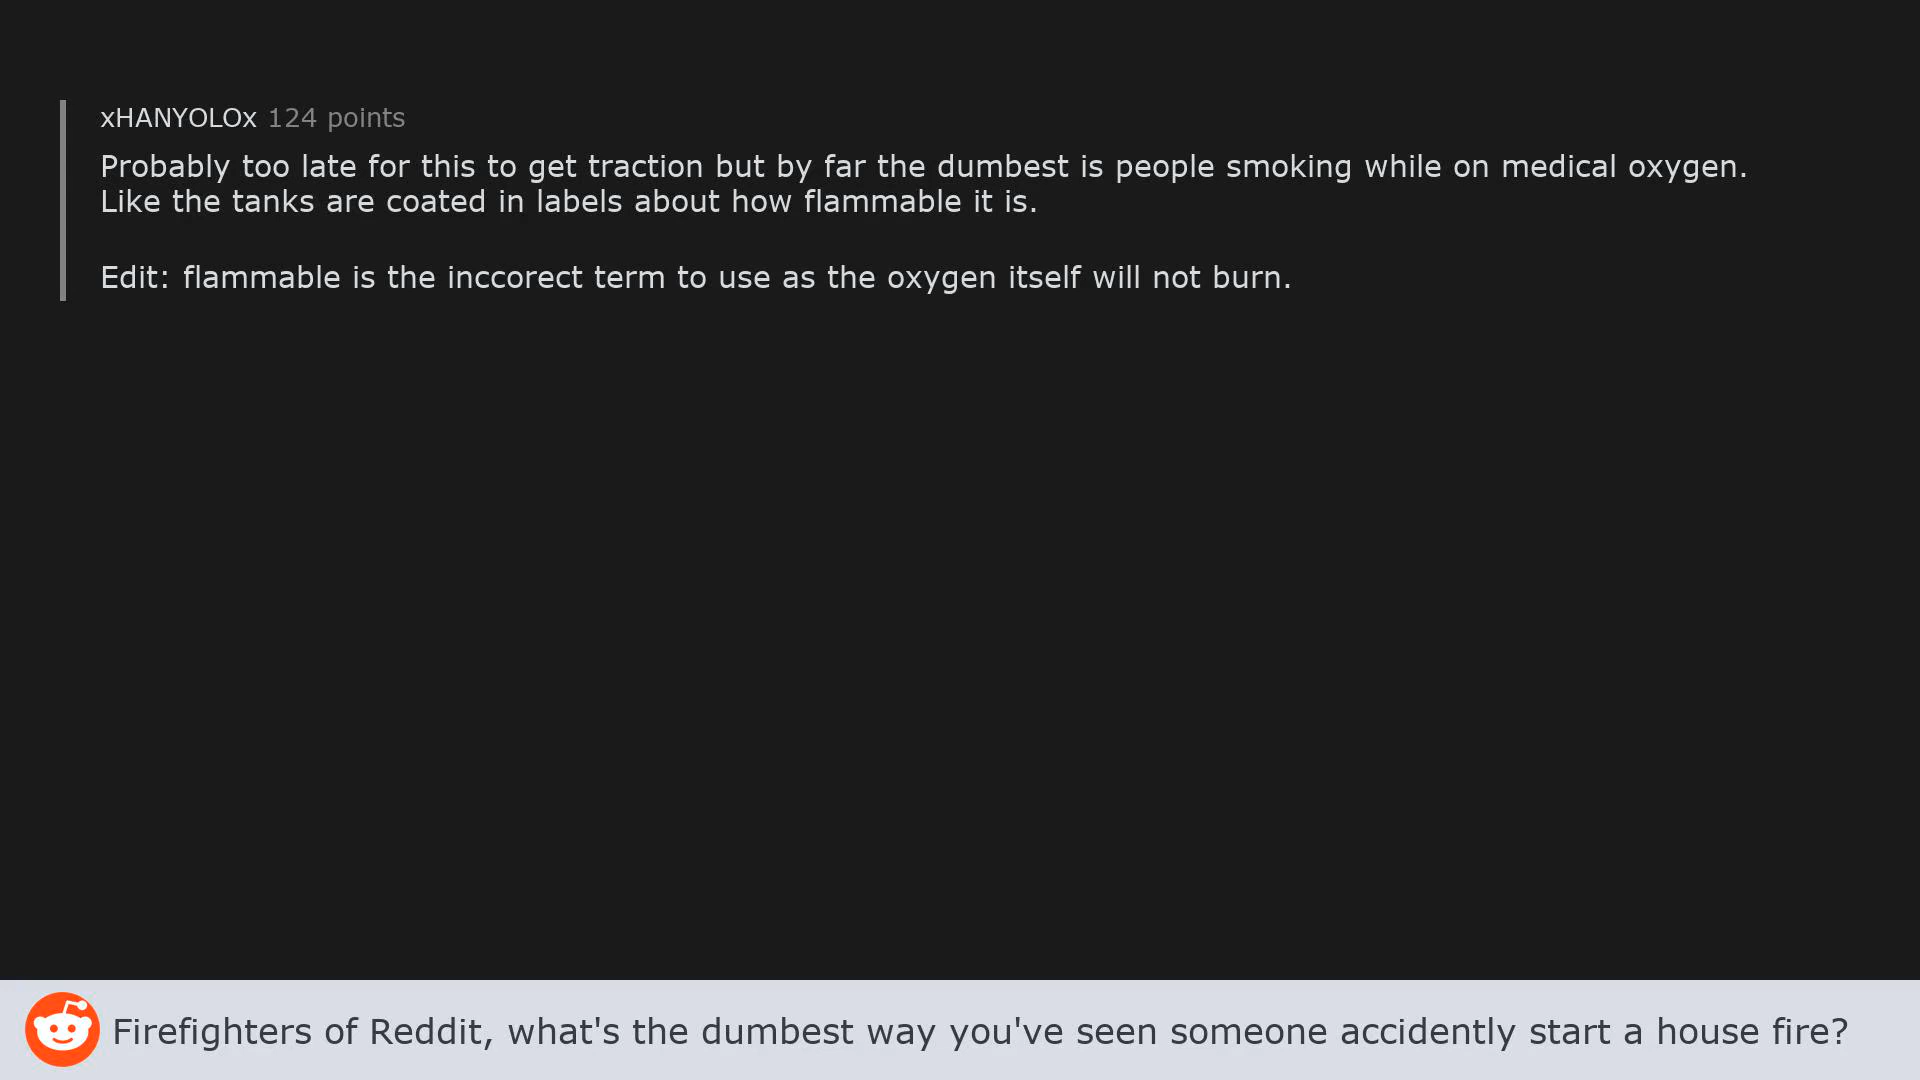 xHANYOLOx 124 points
Probably too late for this to get traction but by far the dumbest is people smoking while on medical oxygen.
Like the tanks are coated in labels about how flammable it is.
Edit: flammable is the inccorect term to use as the oxygen itself will not burn.
Firefighters of Reddit, what's the dumbest way you've seen someone accidently start a house fire?